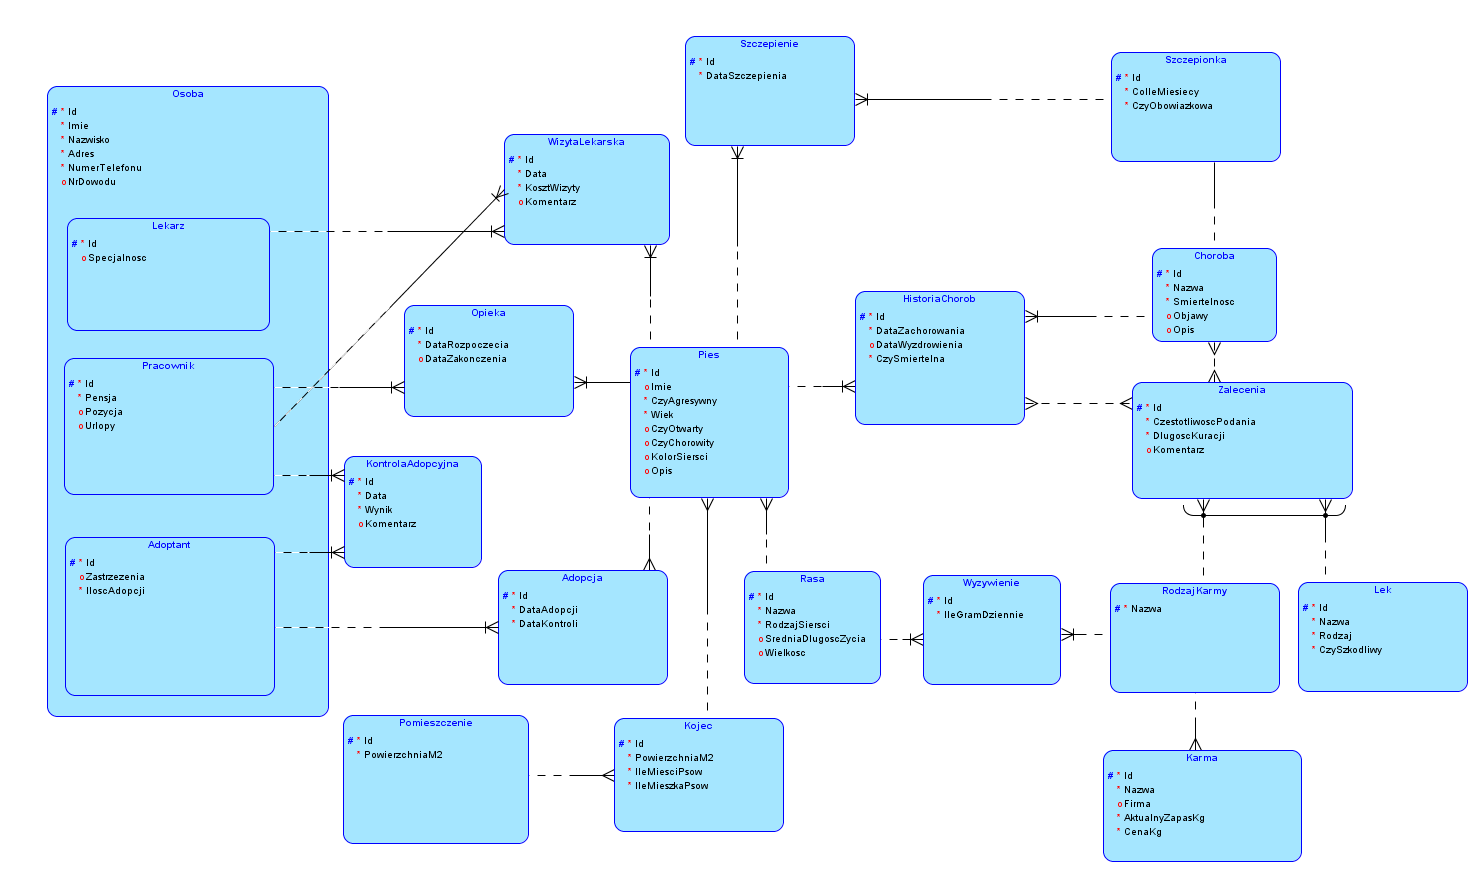 Osoba
# * Id
* Imie
* Nazwisko
* Adres
* NumerTelefonu
o NrDowodu
Lekarz
# * Id
o Specjalnosc
Pracownik
# * Id
* Pensja
o Pozycja
o Urlopy
Adoptant
# * Id
o Zastrzezenia
* IloscAdopcji
WizytaLekarska
# * Id
* Data
* KosztWizyty
o Komentarz
Opieka
# * Id
* DataRozpoczecia
o DataZakonczenia
KontrolaAdopcyjna
# * Id
* Data
* Wynik
o Komentarz
Adopcja
# * Id
* DataAdopcji
* DataKontroli
Pomieszczenie
# * Id
* PowierzchniaM2
Kojec
# * Id
* PowierzchniaM2
* IleMiesciPsow
* IleMieszkaPsow
Szczepienie
# * Id
* DataSzczepienia
Pies
# * Id
o Imie
* CzyAgresywny
* Wiek
o CzyOtwarty
o CzyChorowity
o KolorSiersci
o Opis
Rasa
# * Id
* Nazwa
* RodzajSiersci
o SredniaDlugoscZycia
o Wielkosc
HistoriaChorob
# * Id
* DataZachorowania
o DataWyzdrowienia
* CzySmiertelna
Wyzywienie
# * Id
* IleGramDziennie
Szczepionka
# * Id
* CoIleMiesiecy
* CzyObowiazkowa
Choroba
# * Id
* Nazwa
* Smiertelnosc
o Objawy
o Opis
Zalecenia
# * Id
* CzestotliwoscPodania
* DlugoscKuracji
o Komentarz
RodzajKarmy
# * Nazwa
Lek
# * Id
* Nazwa
* Rodzaj
* CzySzkodliwy
Karma
# * Id
* Nazwa
o Firma
* AktualnyZapasKg
* CenaKg